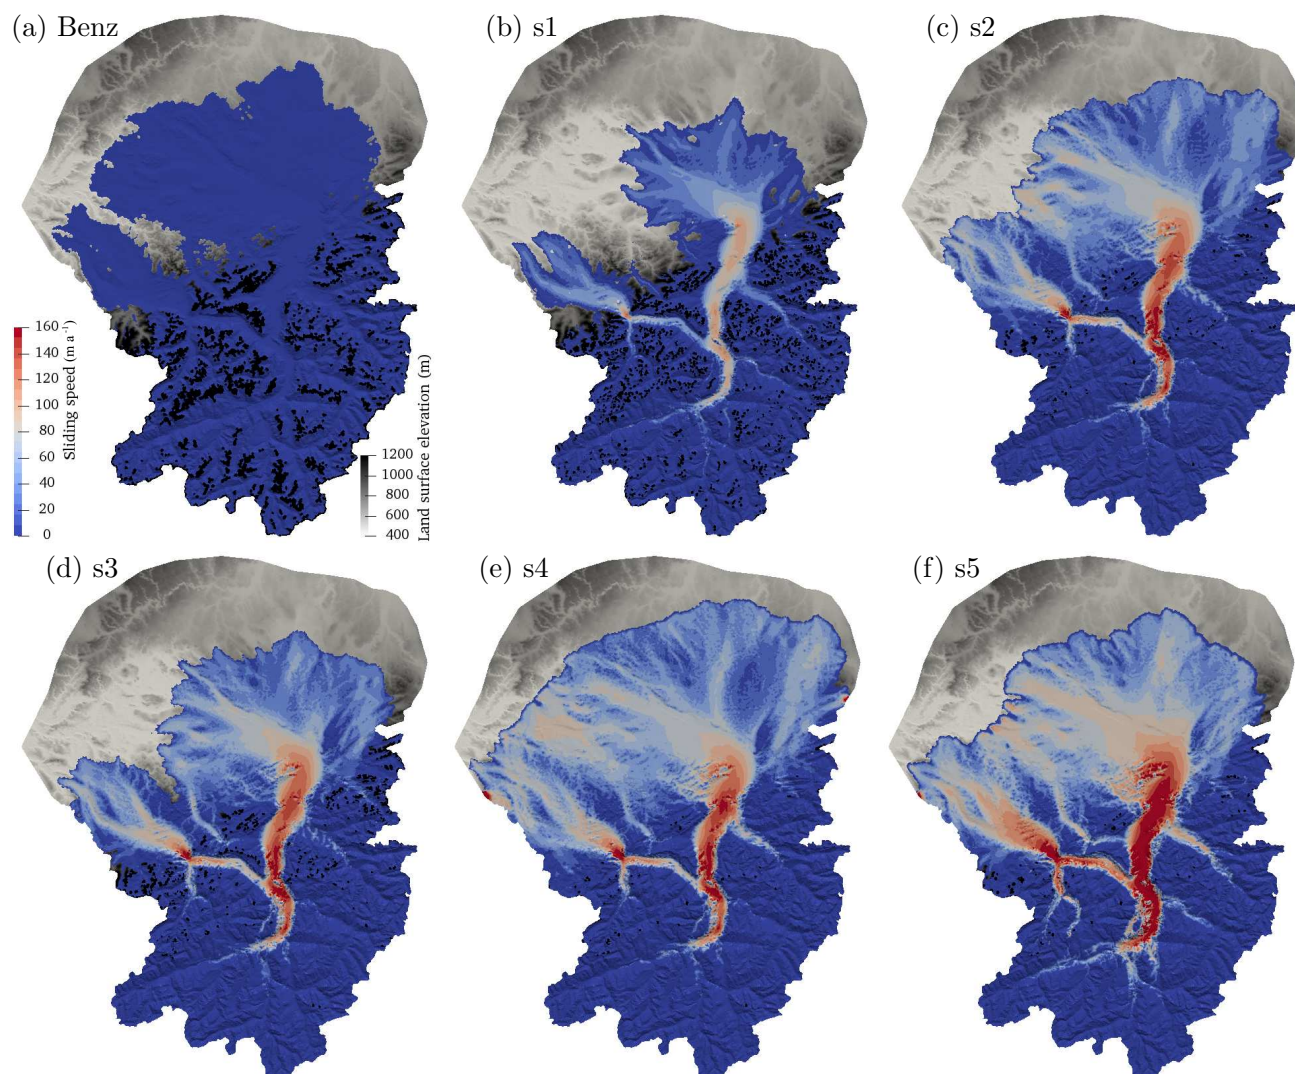 (a) Benz
(b) s1
(c) s2
160
140
120
100
80
60
40
20
0
Sliding speed (m a⁻¹)
1200
1000
800
600
400
Land surface elevation (m)
(d) s3
(e) s4
(f) s5